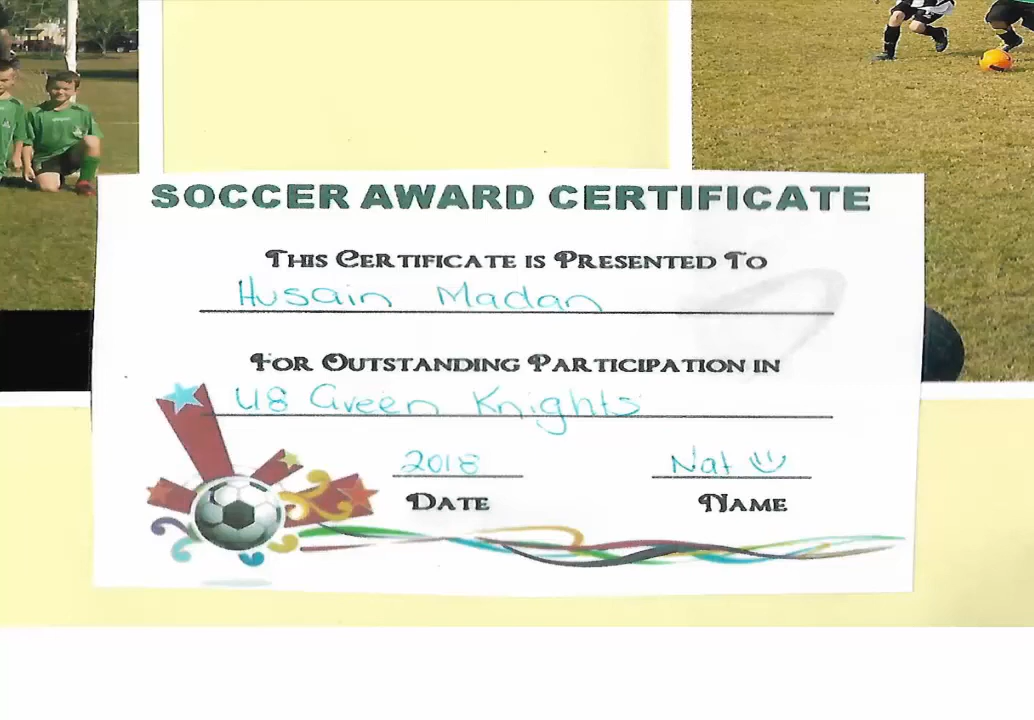 SOCCER AWARD CERTIFICATE
THIS CERTIFICATE IS PRESENTED TO
Husain Madan
FOR OUTSTANDING PARTICIPATION IN
U8 Green Knights
2018 Nat
DATE NAME